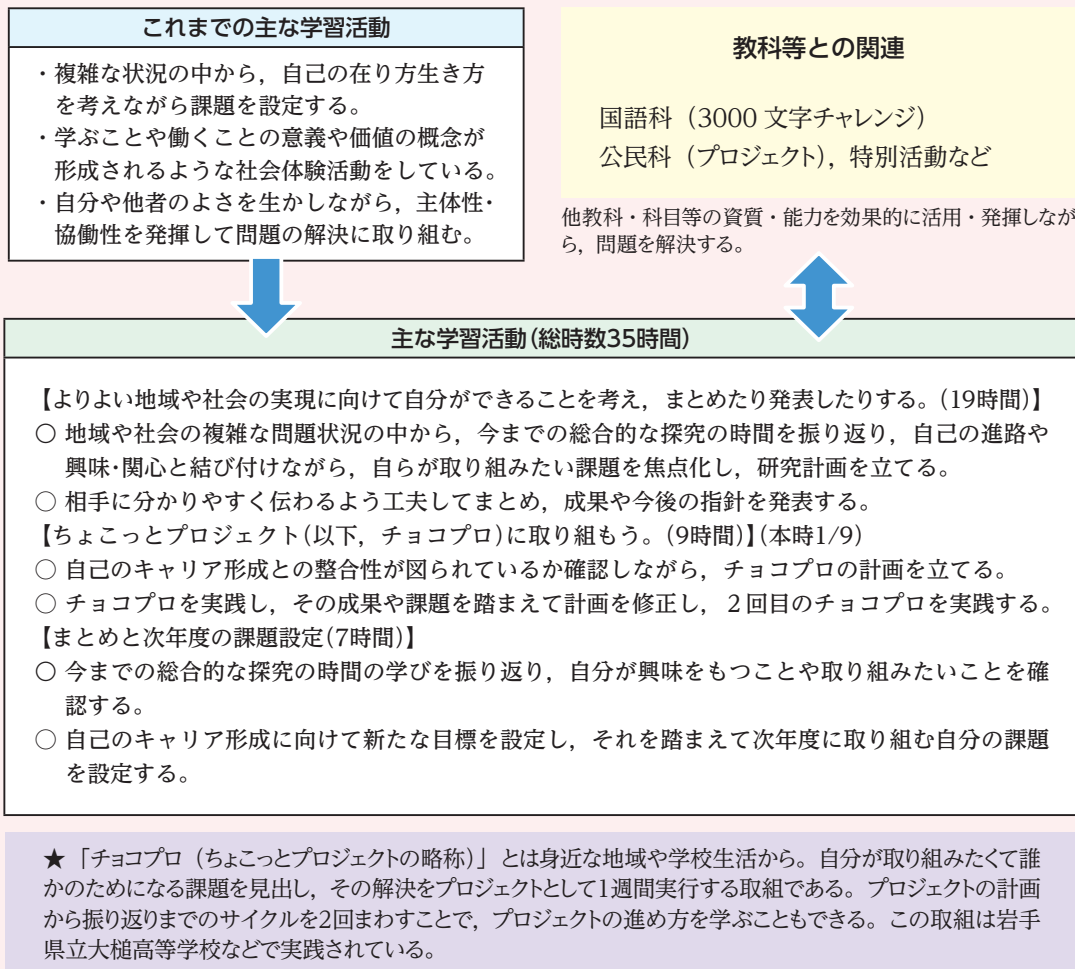 これまでの主な学習活動
・複雑な状況の中から，自己の在り方生き方
を考えながら課題を設定する。
・学ぶことや働くことの意義や価値の概念が
形成されるような社会体験活動をしている。
・自分や他者のよさを生かしながら，主体性・
協働性を発揮して問題の解決に取り組む。
教科等との関連
国語科（3000 文字チャレンジ）
公民科（プロジェクト），特別活動など
他教科・科目等の資質・能力を効果的に活用・発揮しなが
ら，問題を解決する。
主な学習活動（総時数35時間）
【よりよい地域や社会の実現に向けて自分ができることを考え，まとめたり発表したりする。（19時間）】
○ 地域や社会の複雑な問題状況の中から，今までの総合的な探究の時間を振り返り，自己の進路や
興味・関心と結び付けながら，自らが取り組みたい課題を焦点化し，研究計画を立てる。
○ 相手に分かりやすく伝わるよう工夫してまとめ，成果や今後の指針を発表する。
【ちょこっとプロジェクト（以下，チョコプロ）に取り組もう。（9時間）】（本時1/9）
○ 自己のキャリア形成との整合性が図られているか確認しながら，チョコプロの計画を立てる。
○ チョコプロを実践し，その成果や課題を踏まえて計画を修正し，２回目のチョコプロを実践する。
【まとめと次年度の課題設定（7時間）】
○ 今までの総合的な探究の時間の学びを振り返り，自分が興味をもつことや取り組みたいことを確
認する。
○ 自己のキャリア形成に向けて新たな目標を設定し，それを踏まえて次年度に取り組む自分の課題
を設定する。
★「チョコプロ（ちょこっとプロジェクトの略称）」とは身近な地域や学校生活から。自分が取り組みたくて誰
かのためになる課題を見出し，その解決をプロジェクトとして1週間実行する取組である。プロジェクトの計画
から振り返りまでのサイクルを2回まわすことで，プロジェクトの進め方を学ぶこともできる。この取組は岩手
県立大槌高等学校などで実践されている。